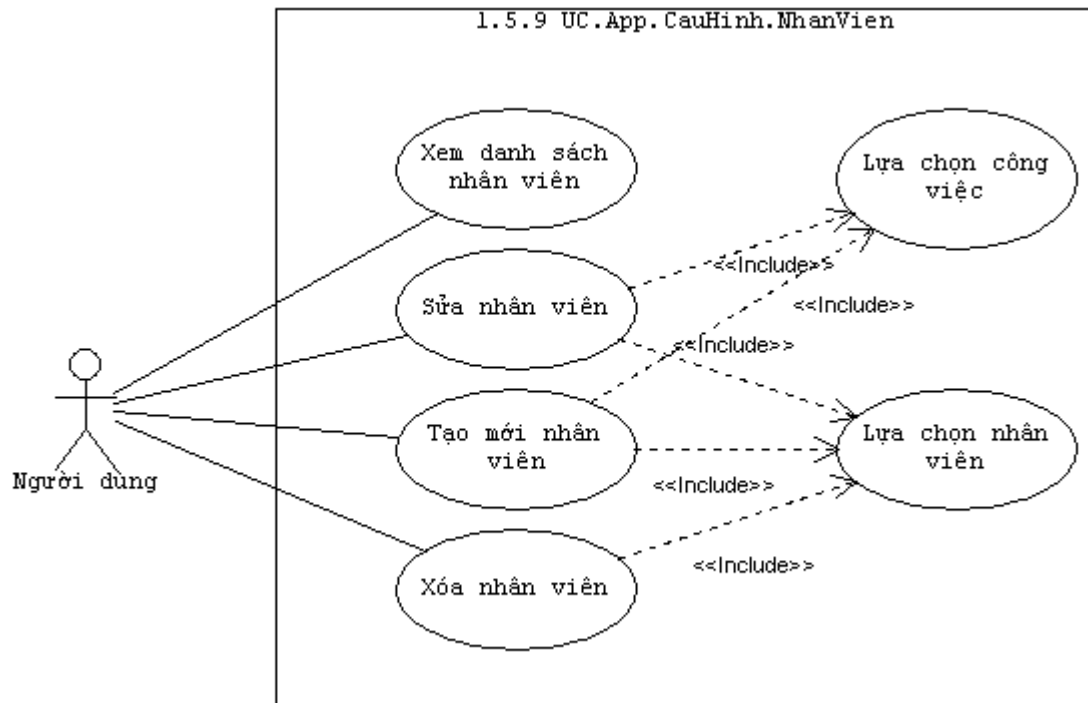 1.5.9 UC.App.CauHinh.NhanVien
Xem danh sách
nhân viên
Lựa chọn công
việc
<<Include>>
Sửa nhân viên
<<Include>>
<<Include>>
Tạo mới nhân
viên
Lựa chọn nhân
viên
Người dùng
<<Include>>
<<Include>>
Xóa nhân viên